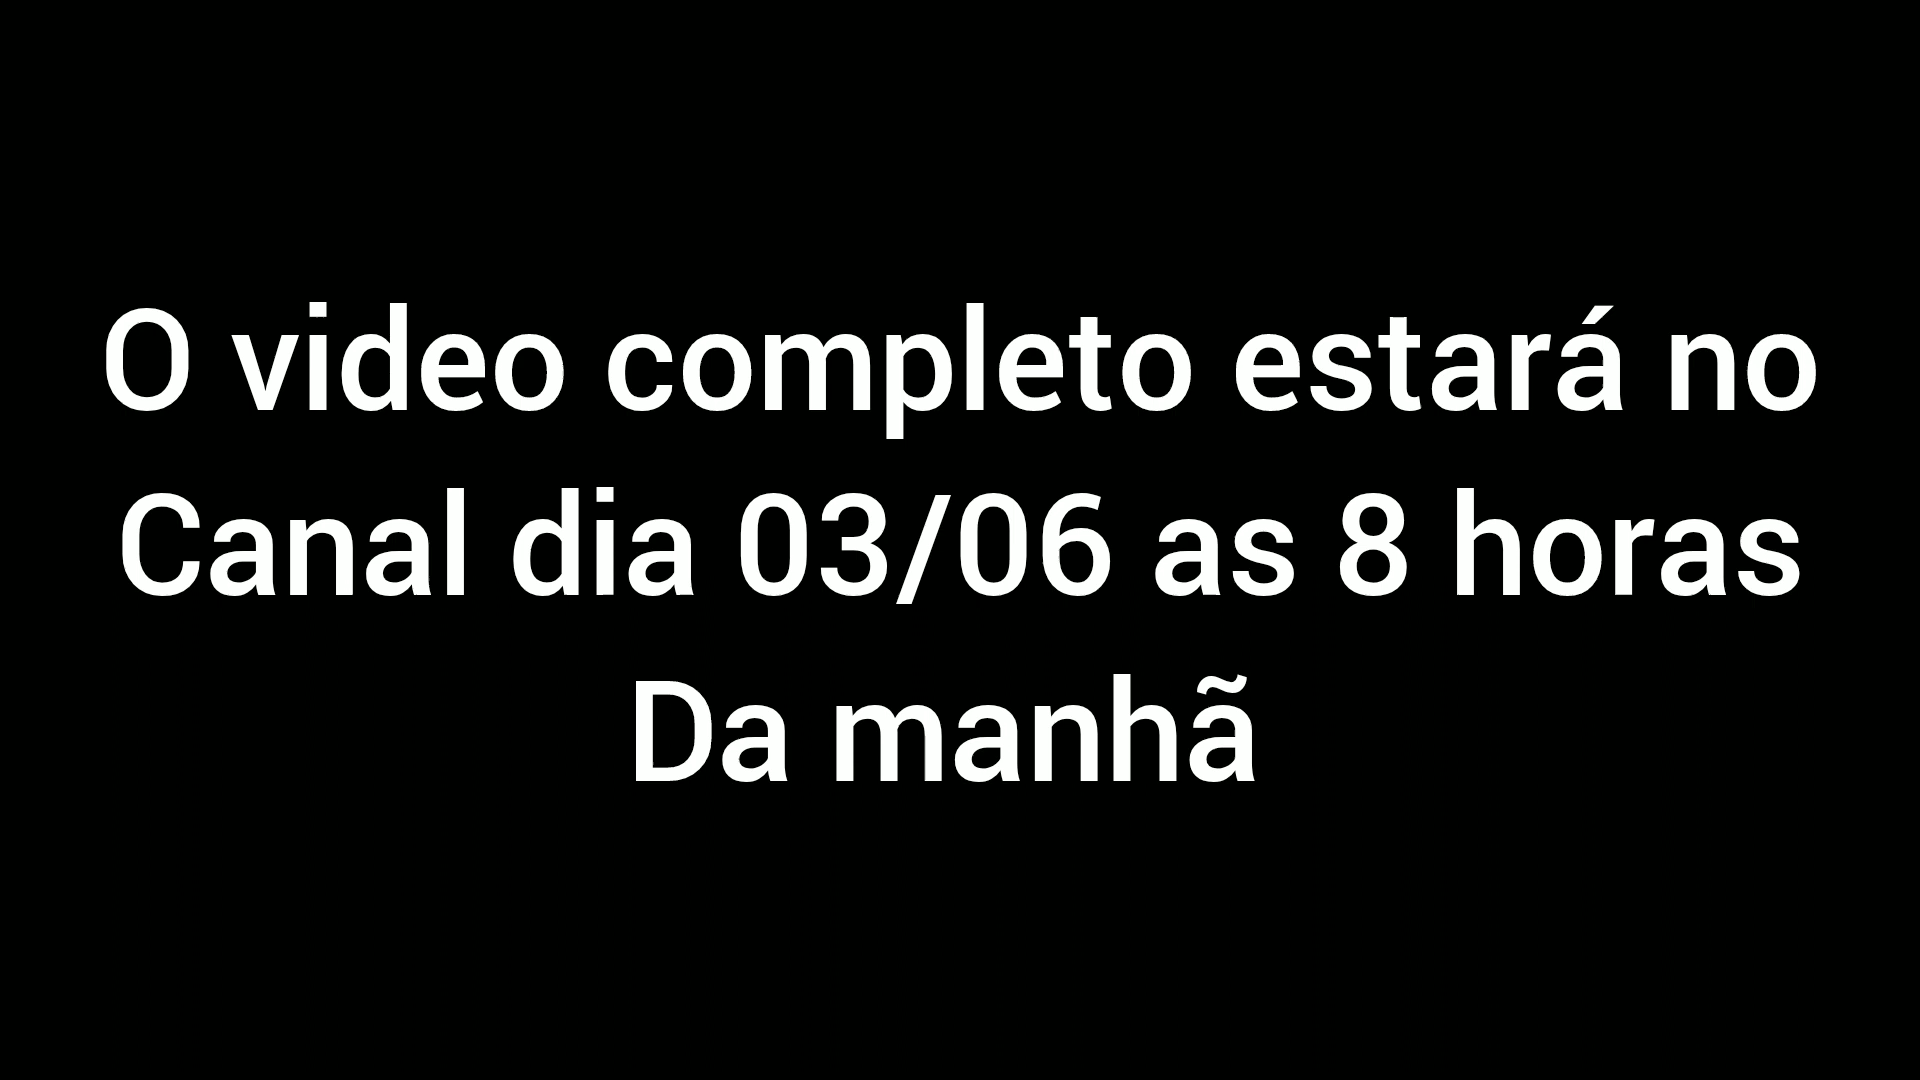 O video completo estará no
Canal dia 03/06 as 8 horas
Da manhã